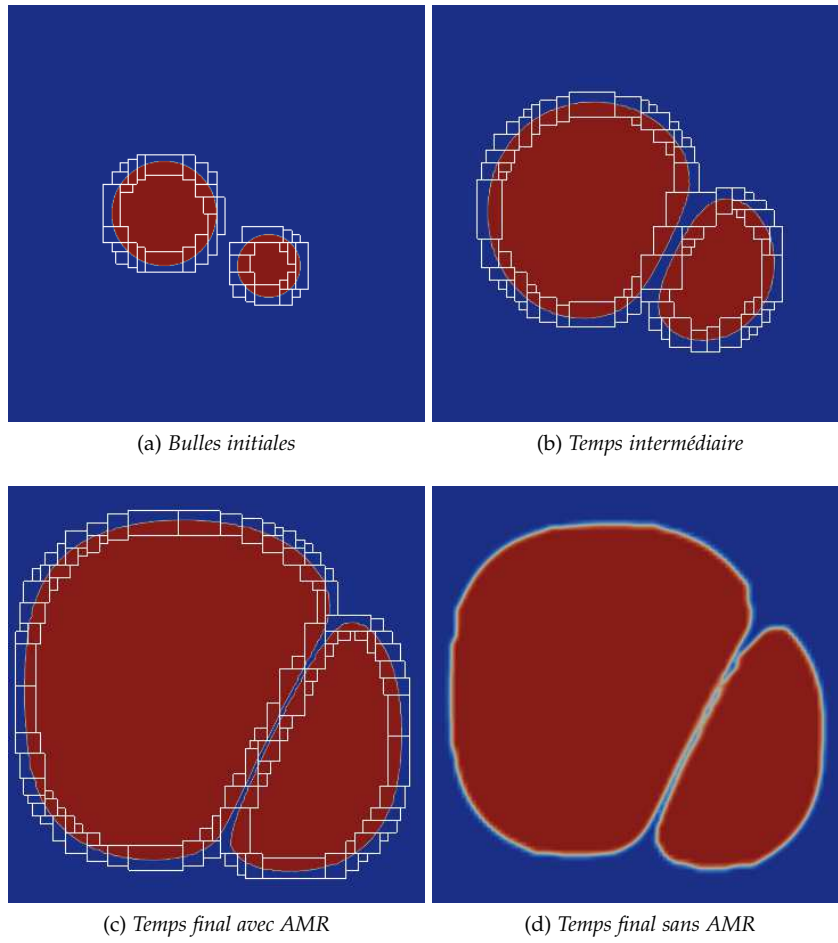 (a) Bulles initiales
(b) Temps intermédiaire
(c) Temps final avec AMR
(d) Temps final sans AMR